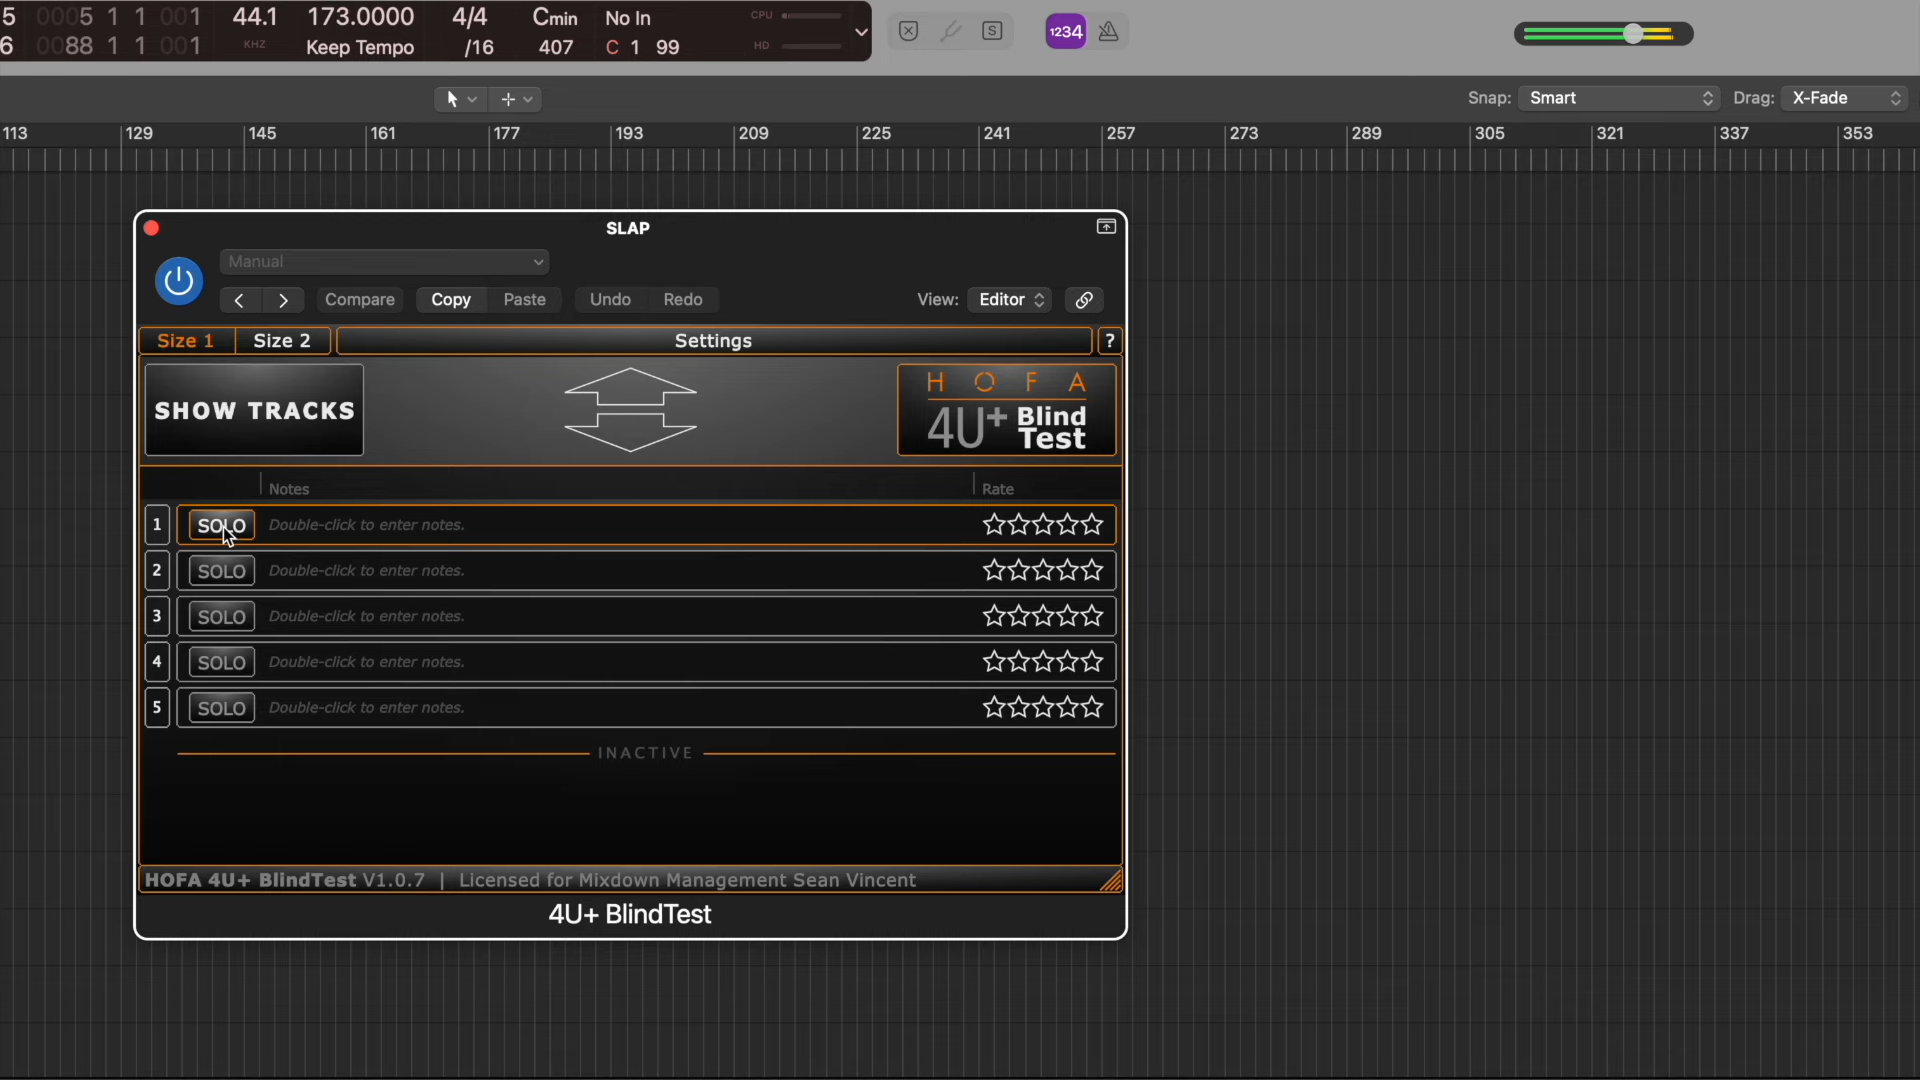 5 0005 1 1 001 44.1 173.0000 4/4 Cmin No In CPU
6 0088 1 1 001 KHZ Keep Tempo /16 407 C 1 99 HD
S 1234
Snap: Smart Drag: X-Fade
113 129 145 161 177 193 209 225 241 257 273 289 305 321 337 353
SLAP
Manual
Compare Copy Paste Undo Redo View: Editor
Size 1 Size 2 Settings ?
SHOW TRACKS
HOFA
4U+ Blind
Test
Notes Rate
1 SOLO Double-click to enter notes.
2 SOLO Double-click to enter notes.
3 SOLO Double-click to enter notes.
4 SOLO Double-click to enter notes.
5 SOLO Double-click to enter notes.
INACTIVE
HOFA 4U+ BlindTest V1.0.7 | Licensed for Mixdown Management Sean Vincent
4U+ BlindTest